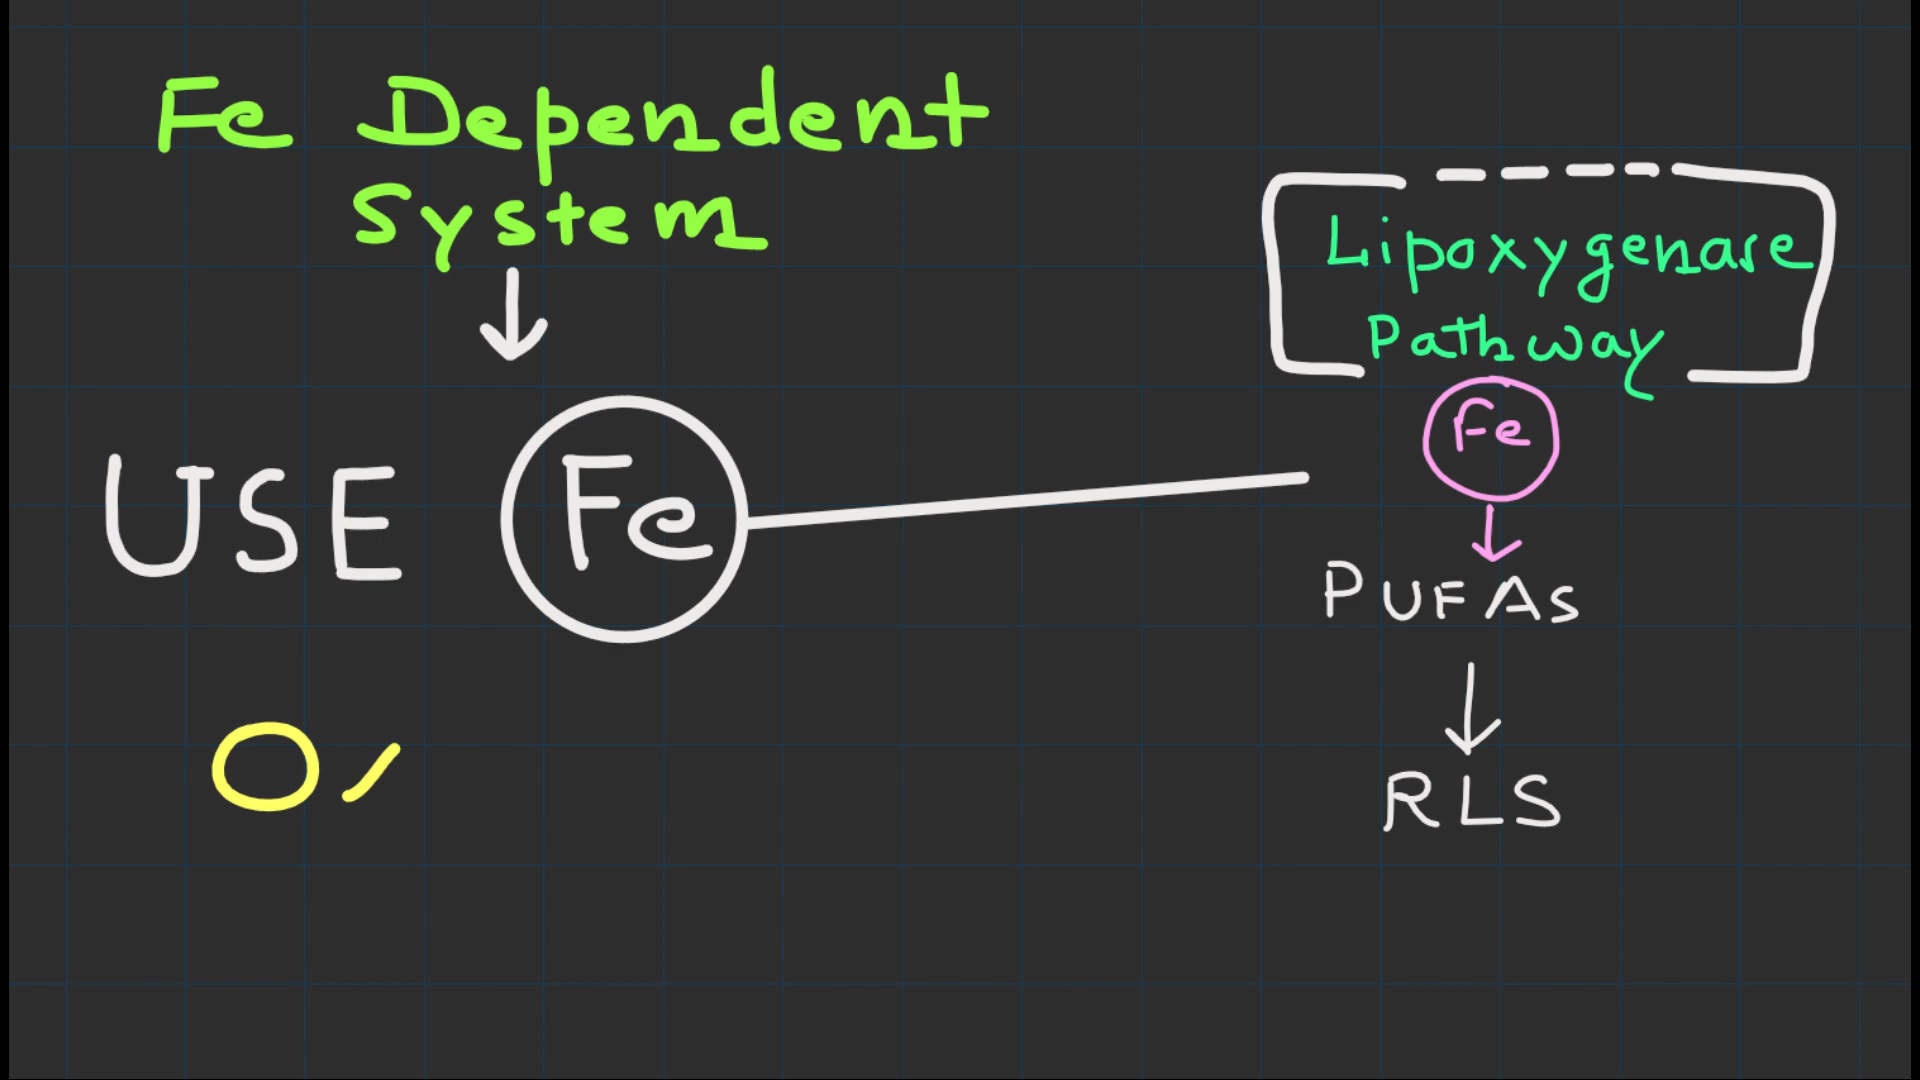 Fe Dependent
System
USE Fe
Lipoxygenase
Pathway
Fe
PUFAs
RLS